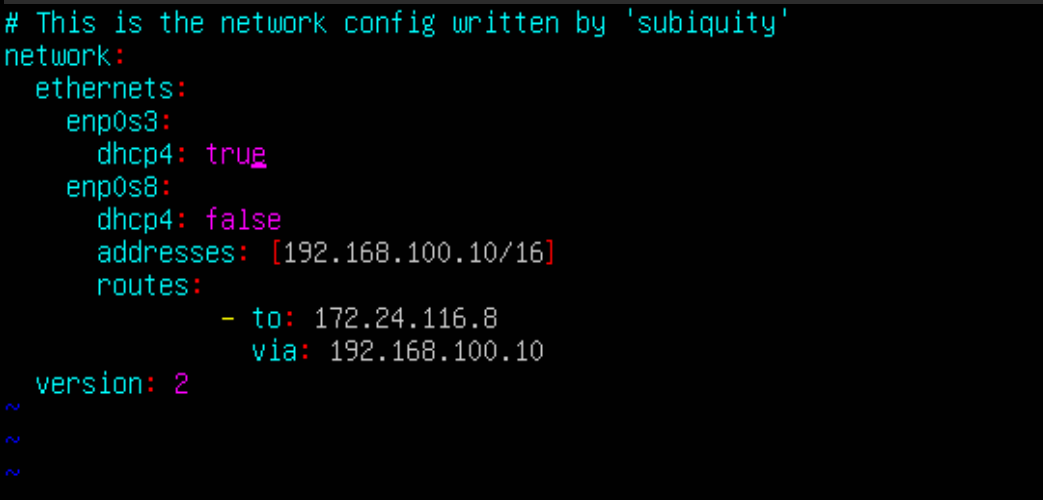 # This is the network config written by 'subiquity'
network:
  ethernets:
    enp0s3:
      dhcp4: true
    enp0s8:
      dhcp4: false
      addresses: [192.168.100.10/16]
      routes:
              - to: 172.24.116.8
                via: 192.168.100.10
  version: 2
~
~
~